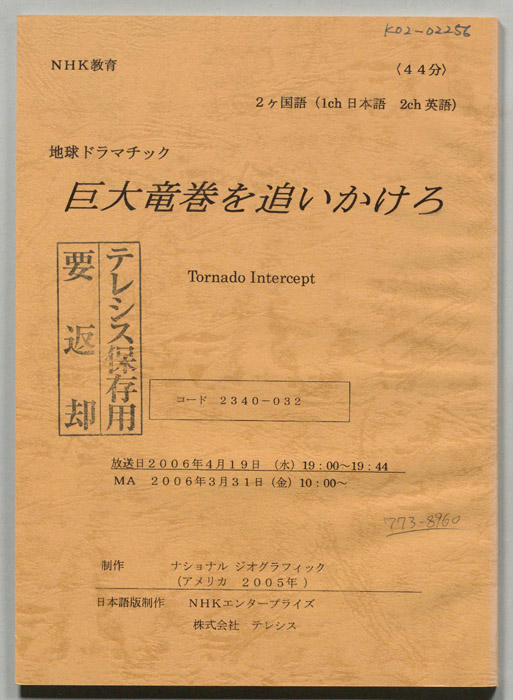 K02-02256
NHK教育
〈44分〉
2ヶ国語（1ch 日本語　2ch 英語）
地球ドラマチック
巨大竜巻を追いかけろ
Tornado Intercept
テレシス保存用
要返却
コード　2340-032
放送日2006年4月19日　（水）19：00～19：44
MA　2006年3月31日（金）10：00～
773-8960
制作　ナショナル ジオグラフィック
（アメリカ　2005年）
日本語版制作　NHKエンタープライズ
株式会社　テレシス